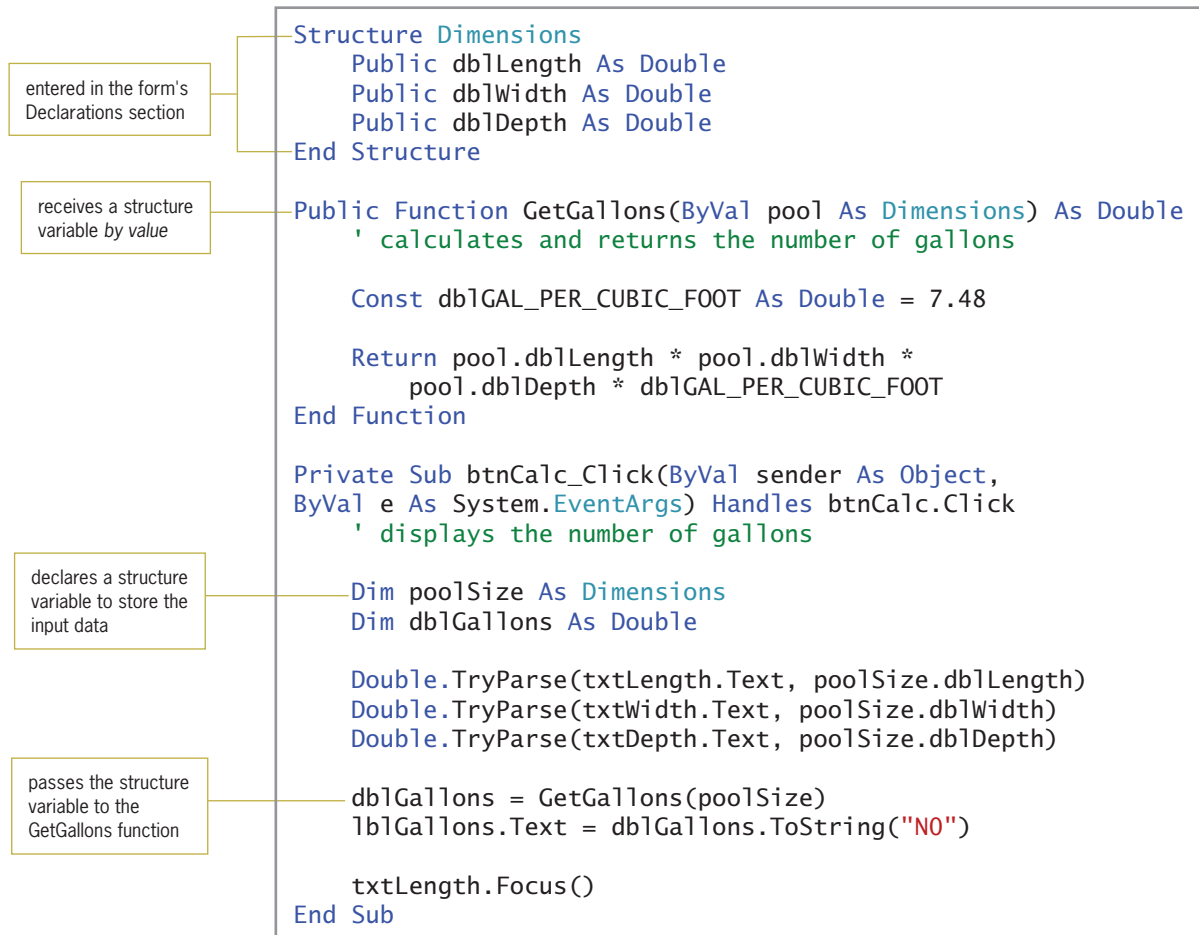 Structure Dimensions
Public dblLength As Double
Public dblWidth As Double
Public dblDepth As Double
End Structure
entered in the form's
Declarations section
receives a structure
variable by value
Public Function GetGallons(ByVal pool As Dimensions) As Double
' calculates and returns the number of gallons
Const dblGAL_PER_CUBIC_FOOT As Double = 7.48
Return pool.dblLength * pool.dblWidth *
pool.dblDepth * dblGAL_PER_CUBIC_FOOT
End Function
Private Sub btnCalc_Click(ByVal sender As Object,
ByVal e As System.EventArgs) Handles btnCalc.Click
' displays the number of gallons
declares a structure
variable to store the
input data
Dim poolSize As Dimensions
Dim dblGallons As Double
Double.TryParse(txtLength.Text, poolSize.dblLength)
Double.TryParse(txtWidth.Text, poolSize.dblWidth)
Double.TryParse(txtDepth.Text, poolSize.dblDepth)
passes the structure
variable to the
GetGallons function
dblGallons = GetGallons(poolSize)
lblGallons.Text = dblGallons.ToString("N0")
txtLength.Focus()
End Sub